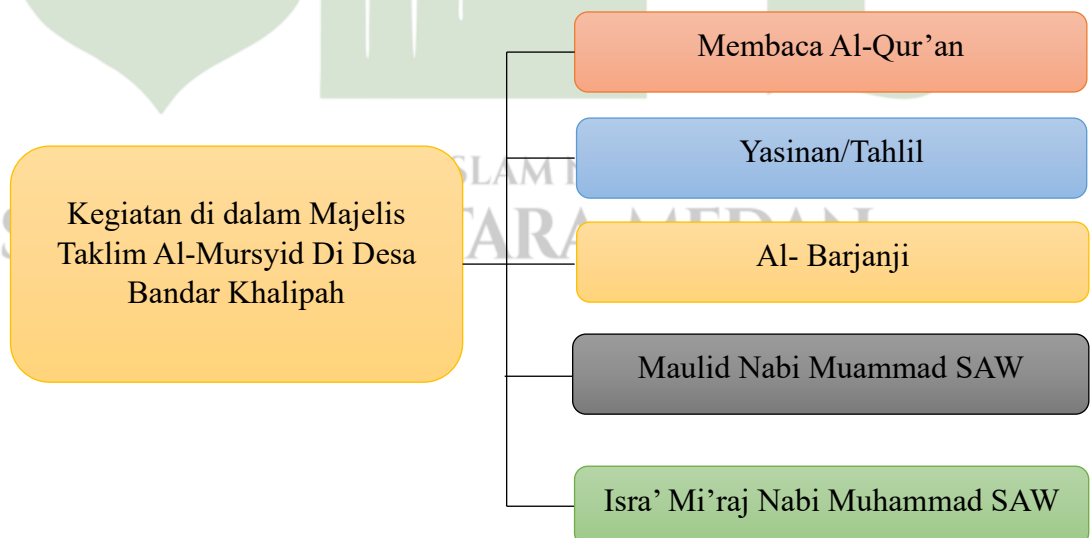 Membaca Al-Qur’an
Yasinan/Tahlil
Kegiatan di dalam Majelis
Taklim Al-Mursyid Di Desa
Bandar Khalipah
Al- Barjanji
Maulid Nabi Muammad SAW
Isra’ Mi’raj Nabi Muhammad SAW